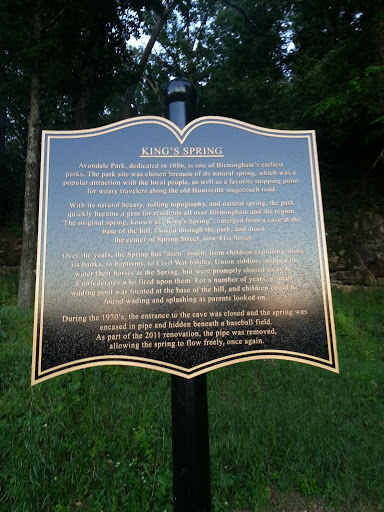 KING'S SPRING
Avondale Park, dedicated in 1886, is one of Birmingham's earliest
parks. The park site was chosen because of its natural spring, which was a
popular attraction with the local people, as well as a favorite stopping point
for weary travelers along the old Huntsville stagecoach road.
With its natural beauty, rolling topography, and natural spring, the park
quickly became a gem for residents all over Birmingham and the region.
The original spring, known as "King's Spring", emerged from a cave at the
base of the hill, flowed through the park, and down
the center of Spring Street, now 41st Street.
Over the years, the Spring has "seen" much: from children exploring along
its banks, to baptisms, to Civil War battles. Union soldiers stopped to
water their horses at the Spring, but were promptly chased away by
Confederates who fired upon them. For a number of years, a
wading pool was located at the base of the hill, and children could be
found wading and splashing as parents looked on.
During the 1970's, the entrance to the cave was closed and the spring was
encased in pipe and hidden beneath a baseball field.
As part of the 2011 renovation, the pipe was removed,
allowing the spring to flow freely, once again.